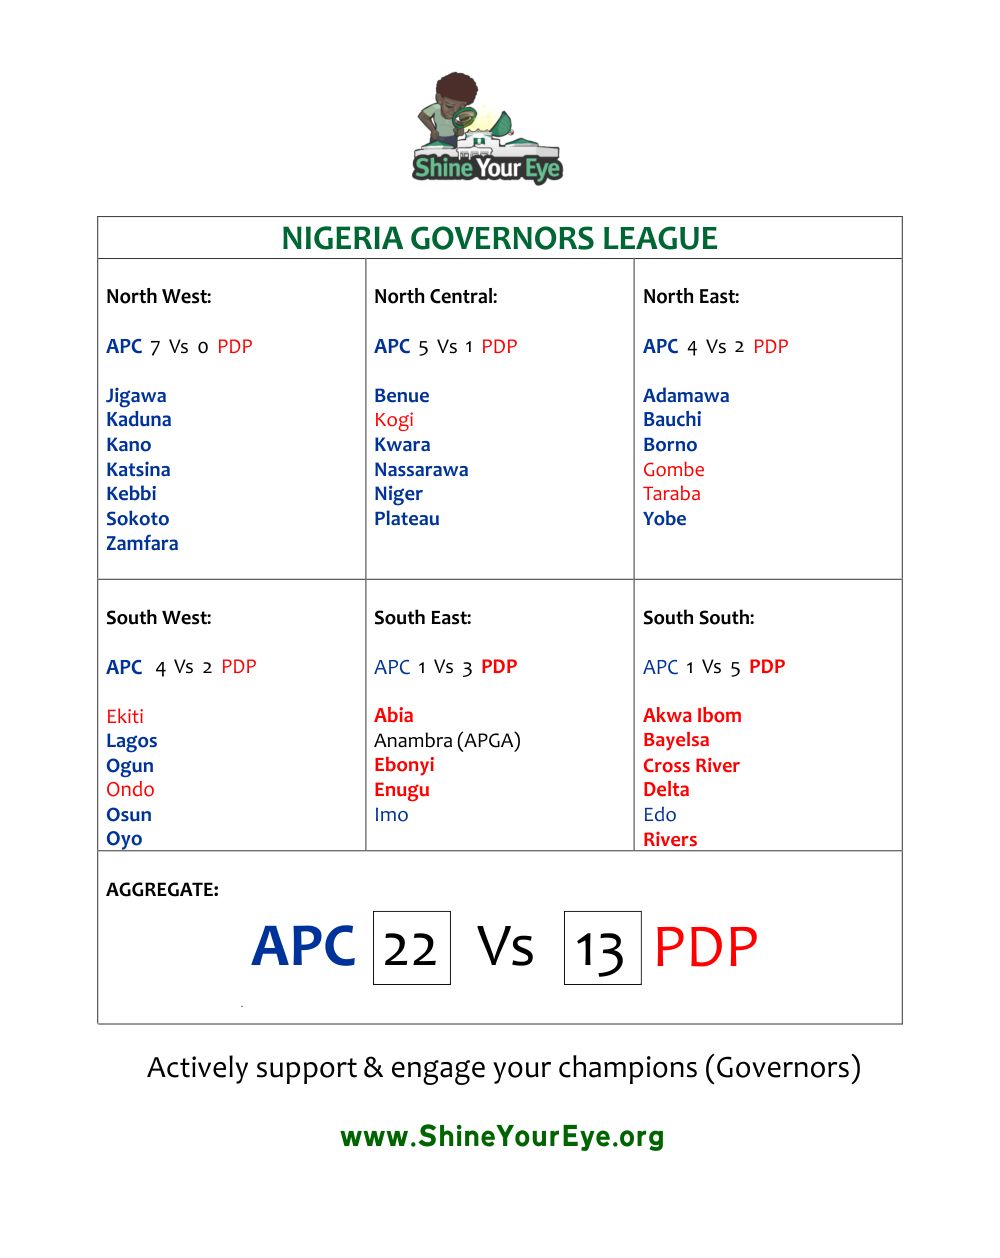 Shine Your Eye
NIGERIA GOVERNORS LEAGUE
North West:
APC 7 Vs 0 PDP
Jigawa
Kaduna
Kano
Katsina
Kebbi
Sokoto
Zamfara
North Central:
APC 5 Vs 1 PDP
Benue
Kogi
Kwara
Nassarawa
Niger
Plateau
North East:
APC 4 Vs 2 PDP
Adamawa
Bauchi
Borno
Gombe
Taraba
Yobe
South West:
APC 4 Vs 2 PDP
Ekiti
Lagos
Ogun
Ondo
Osun
Oyo
South East:
APC 1 Vs 3 PDP
Abia
Anambra (APGA)
Ebonyi
Enugu
Imo
South South:
APC 1 Vs 5 PDP
Akwa Ibom
Bayelsa
Cross River
Delta
Edo
Rivers
AGGREGATE:
APC 22 Vs 13 PDP
Actively support & engage your champions (Governors)
www.ShineYourEye.org